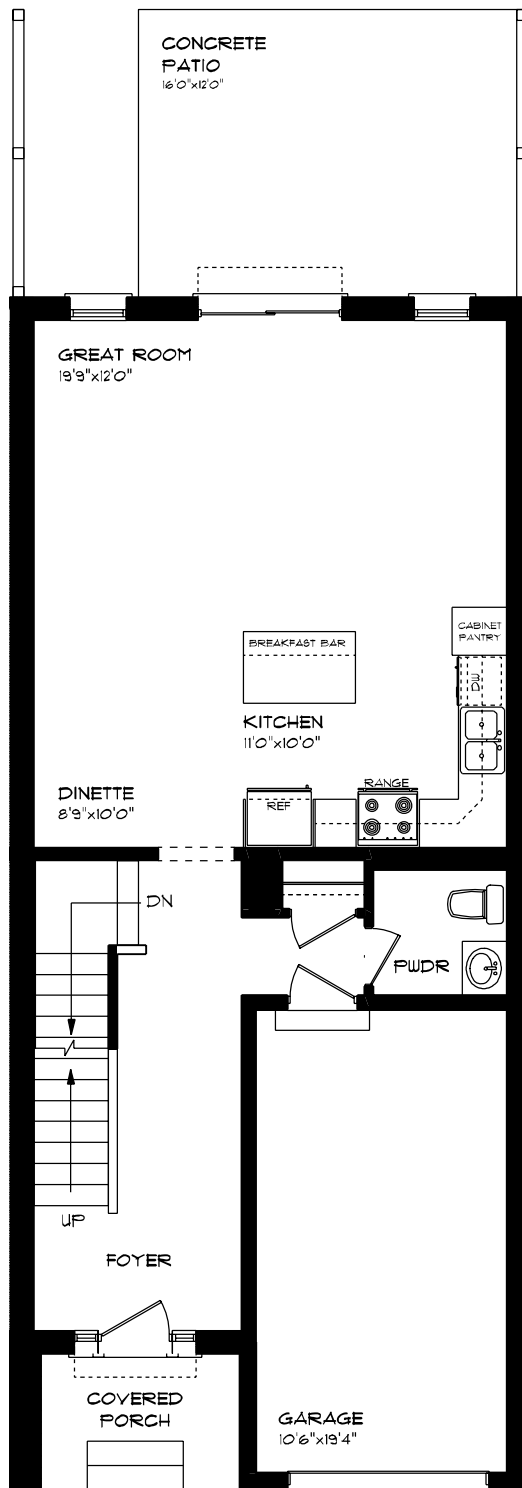 CONCRETE
PATIO
16'0"x12'0"
GREAT ROOM
19'9"x12'0"
CABINET
PANTRY
BREAKFAST BAR
DW
KITCHEN
11'0"x10'0"
RANGE
DINETTE
8'9"x10'0"
REF
DN
PWDR
UP
FOYER
COVERED
PORCH
GARAGE
10'6"x19'4"